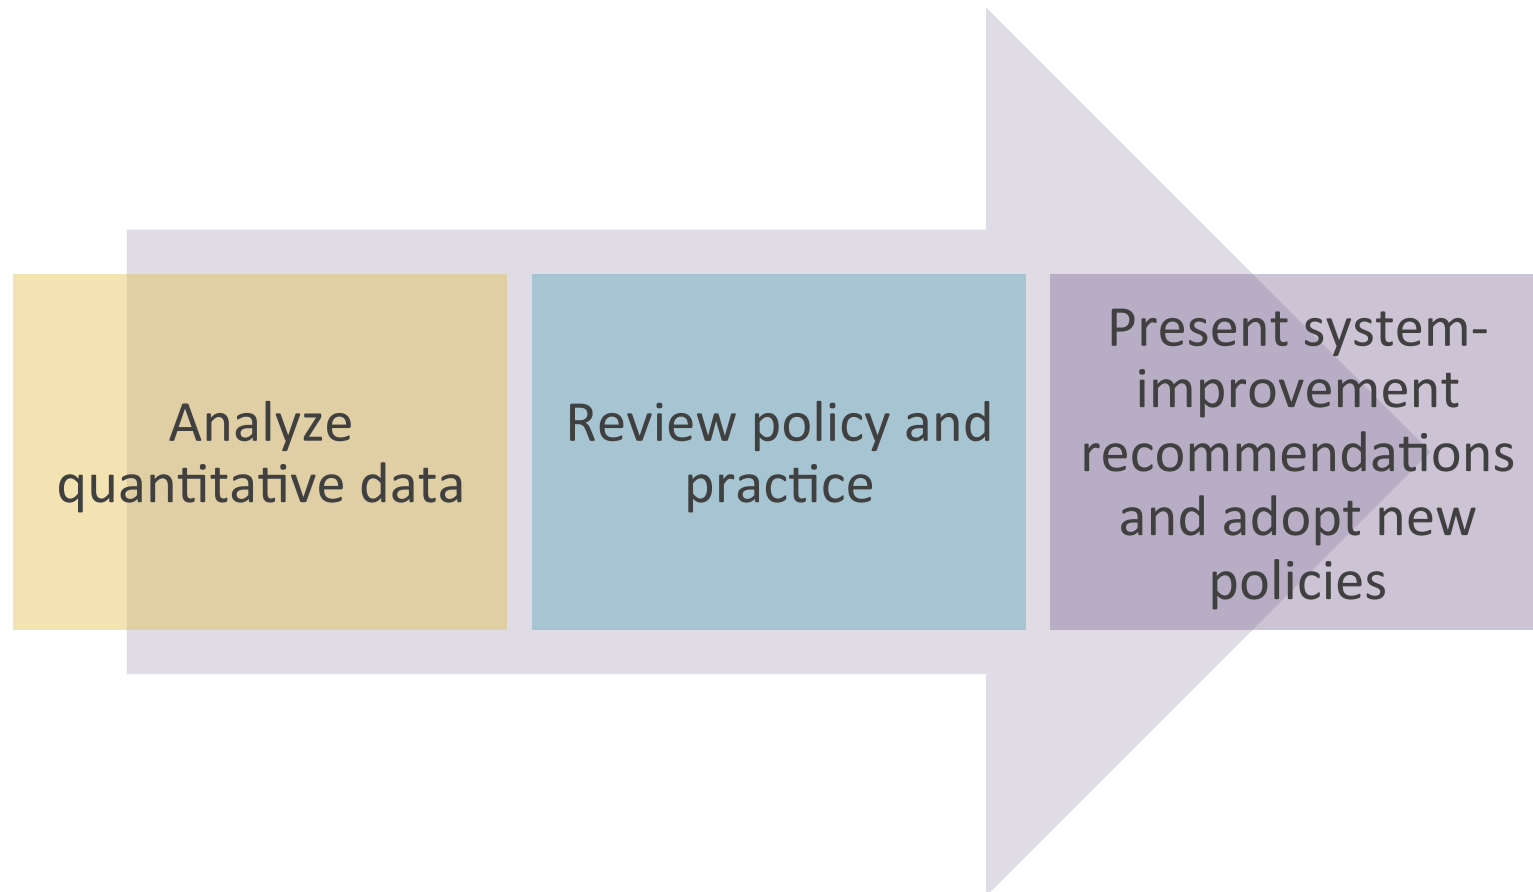 Analyze
quantitative data
Review policy and
practice
Present system-
improvement
recommendations
and adopt new
policies